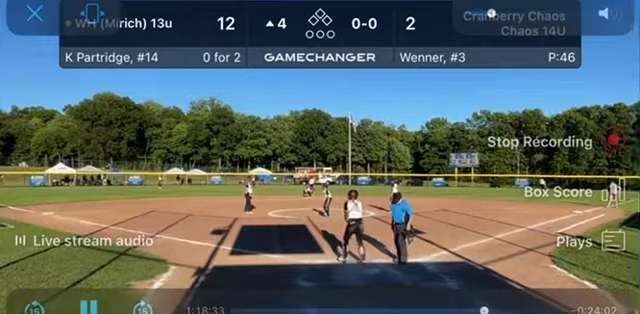 WH (Mirich) 13u 12 ▲4 0-0 2 Cranberry Chaos Chaos 14U
K Partridge, #14 0 for 2 GAMECHANGER Wenner, #3 P:46
Stop Recording
Box Score
Live stream audio
Plays
15 15 1:18:33 -0:24:02